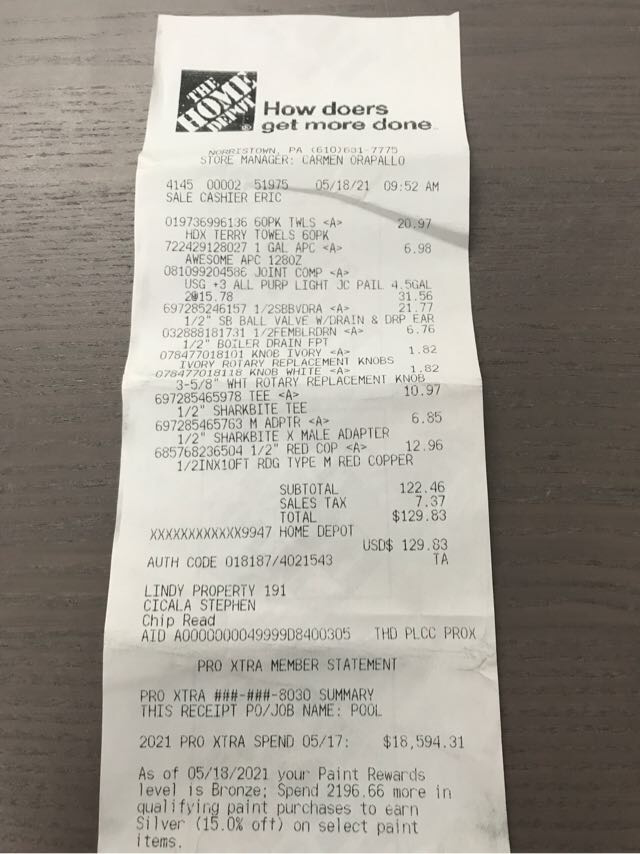 THE
HOME
DEPOT
How doers
get more done
NORRISTOWN, PA (610)631-7775
STORE MANAGER: CARMEN ORAPALLO
4145 00002 51975 05/18/21 09:52 AM
SALE CASHIER ERIC
019736996136 60PK TWLS <A> 20.97
HDX TERRY TOWELS 60PK
722429128027 1 GAL APC <A> 6.98
AWESOME APC 128OZ
081099204586 JOINT COMP <A>
USG +3 ALL PURP LIGHT JC PAIL 4.5GAL
2@15.78 31.56
697285246157 1/2SBBVDRA <A> 21.77
1/2" SB BALL VALVE W/DRAIN & DRP EAR
032888181731 1/2FEMBLRDRN <A> 6.76
1/2" BOILER DRAIN FPT
078477018101 KNOB IVORY <A> 1.82
IVORY ROTARY REPLACEMENT KNOBS
078477018118 KNOB WHITE <A> 1.82
3-5/8" WHT ROTARY REPLACEMENT KNOB
697285465978 TEE <A> 10.97
1/2" SHARKBITE TEE
697285465763 M ADPTR <A> 6.85
1/2" SHARKBITE X MALE ADAPTER
685768236504 1/2" RED COP <A> 12.96
1/2INX10FT RDG TYPE M RED COPPER
SUBTOTAL 122.46
SALES TAX 7.37
TOTAL $129.83
XXXXXXXXXXXX9947 HOME DEPOT
USD$ 129.83
AUTH CODE 018187/4021543 TA
LINDY PROPERTY 191
CICALA STEPHEN
Chip Read
AID A0000000049999D8400305 THD PLCC PROX
PRO XTRA MEMBER STATEMENT
PRO XTRA ###-###-8030 SUMMARY
THIS RECEIPT PO/JOB NAME: POOL
2021 PRO XTRA SPEND 05/17: $18,594.31
As of 05/18/2021 your Paint Rewards
level is Bronze; Spend 2196.66 more in
qualifying paint purchases to earn
Silver (15.0% off) on select paint
items.